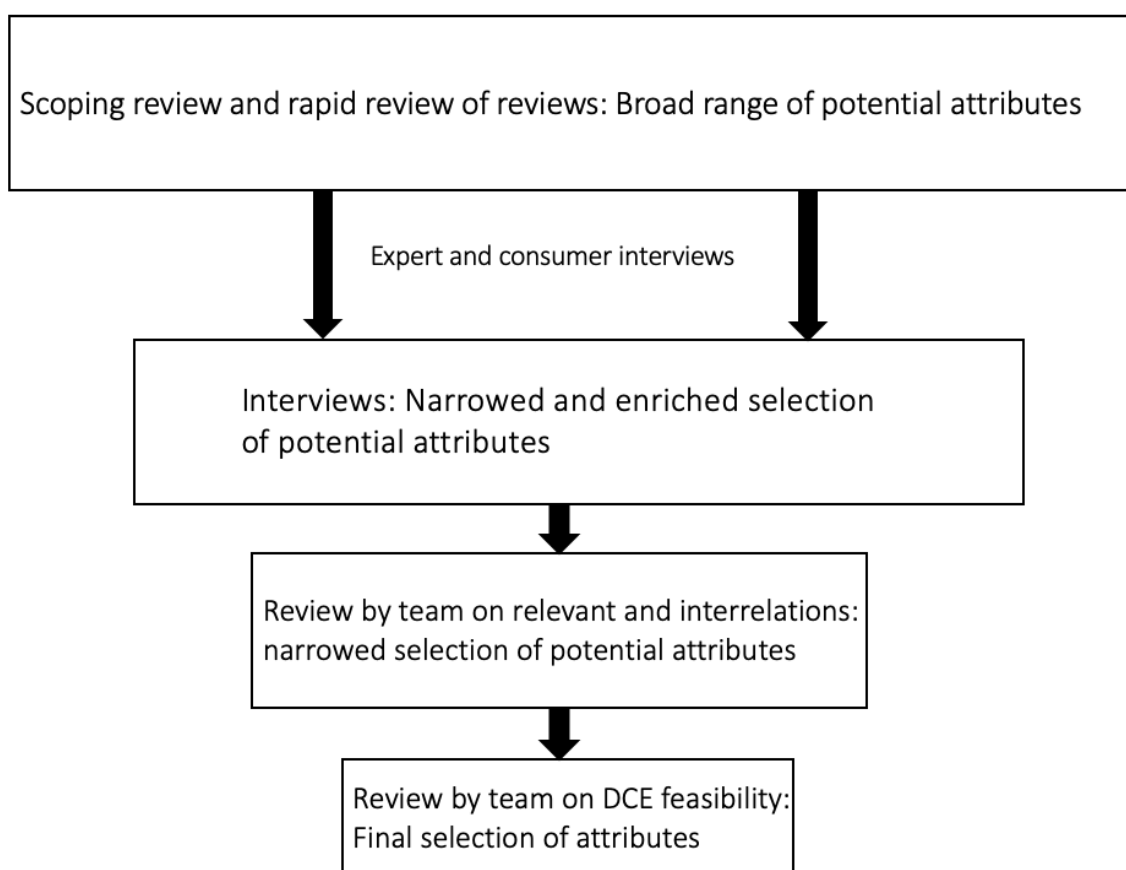 Scoping review and rapid review of reviews: Broad range of potential attributes
Expert and consumer interviews
Interviews: Narrowed and enriched selection
of potential attributes
Review by team on relevant and interrelations:
narrowed selection of potential attributes
Review by team on DCE feasibility:
Final selection of attributes